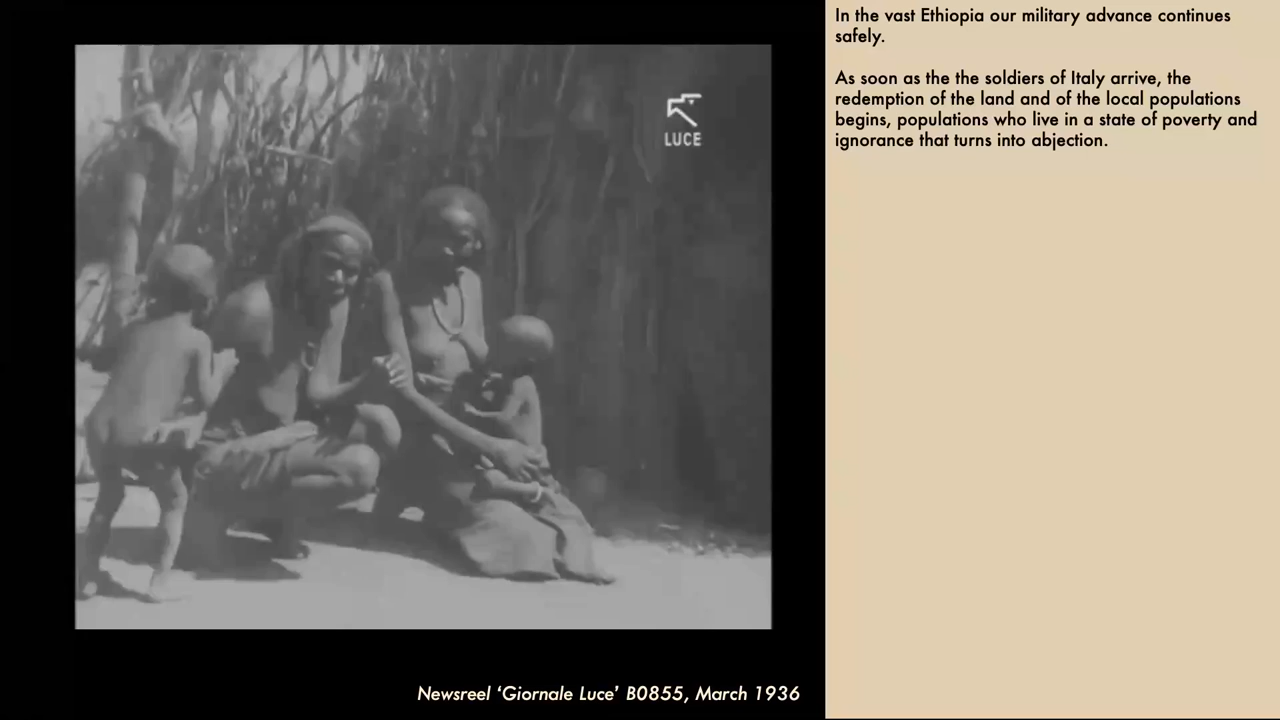 In the vast Ethiopia our military advance continues
safely.
As soon as the the soldiers of Italy arrive, the
redemption of the land and of the local populations
begins, populations who live in a state of poverty and
ignorance that turns into abjection.
LUCE
Newsreel ‘Giornale Luce’ B0855, March 1936